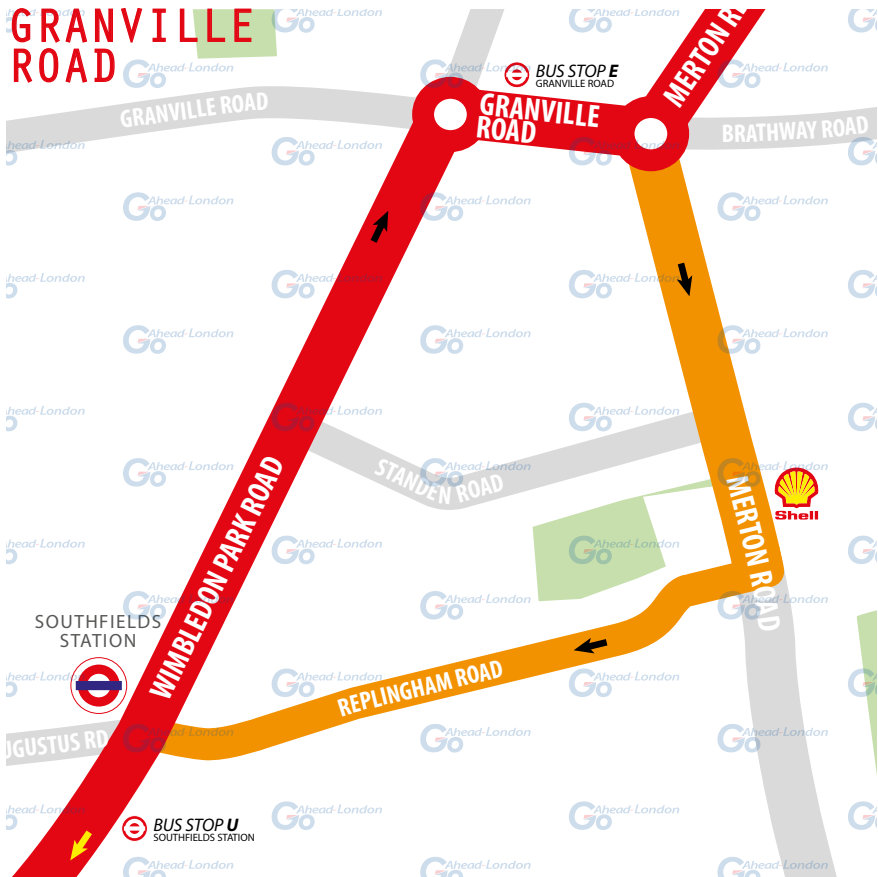 GRANVILLE
ROAD
MERTON R
BUS STOP E
GRANVILLE ROAD
GRANVILLE ROAD
GRANVILLE
ROAD
BRATHWAY ROAD
STANDEN ROAD
WIMBLEDON PARK ROAD
MERTON ROAD
Shell
SOUTHFIELDS
STATION
REPLINGHAM ROAD
UGUSTUS RD
BUS STOP U
SOUTHFIELDS STATION
Go Ahead-London